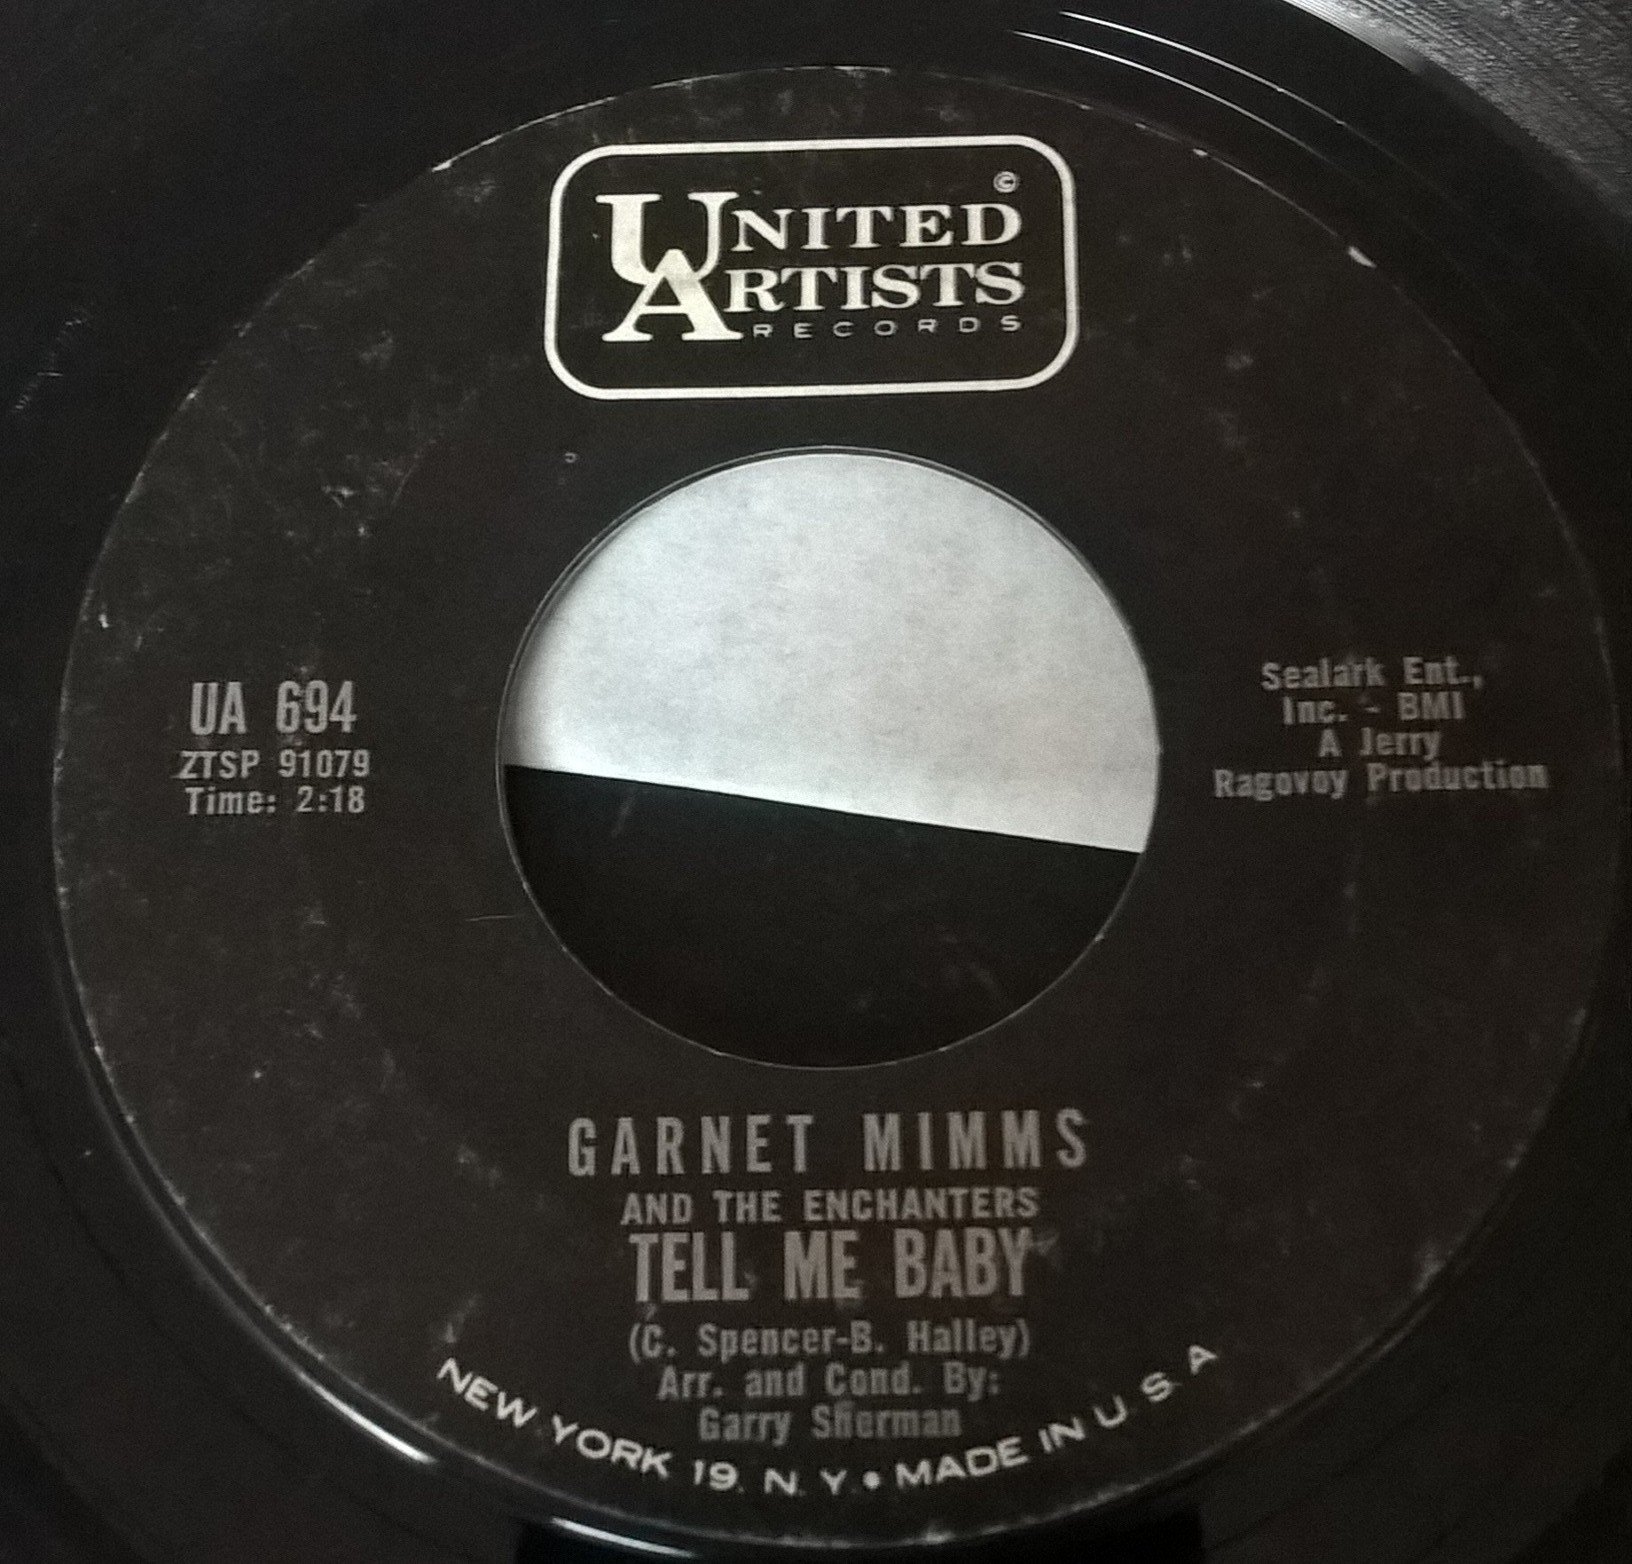 ©
UNITED
ARTISTS
RECORDS
UA 694
ZTSP 91079
Time: 2:18
Sealark Ent.,
Inc. - BMI
A Jerry
Ragovoy Production
GARNET MIMMS
AND THE ENCHANTERS
TELL ME BABY
(C. Spencer-B. Halley)
Arr. and Cond. By:
Garry Sherman
NEW YORK 19. N. Y. • MADE IN U. S. A